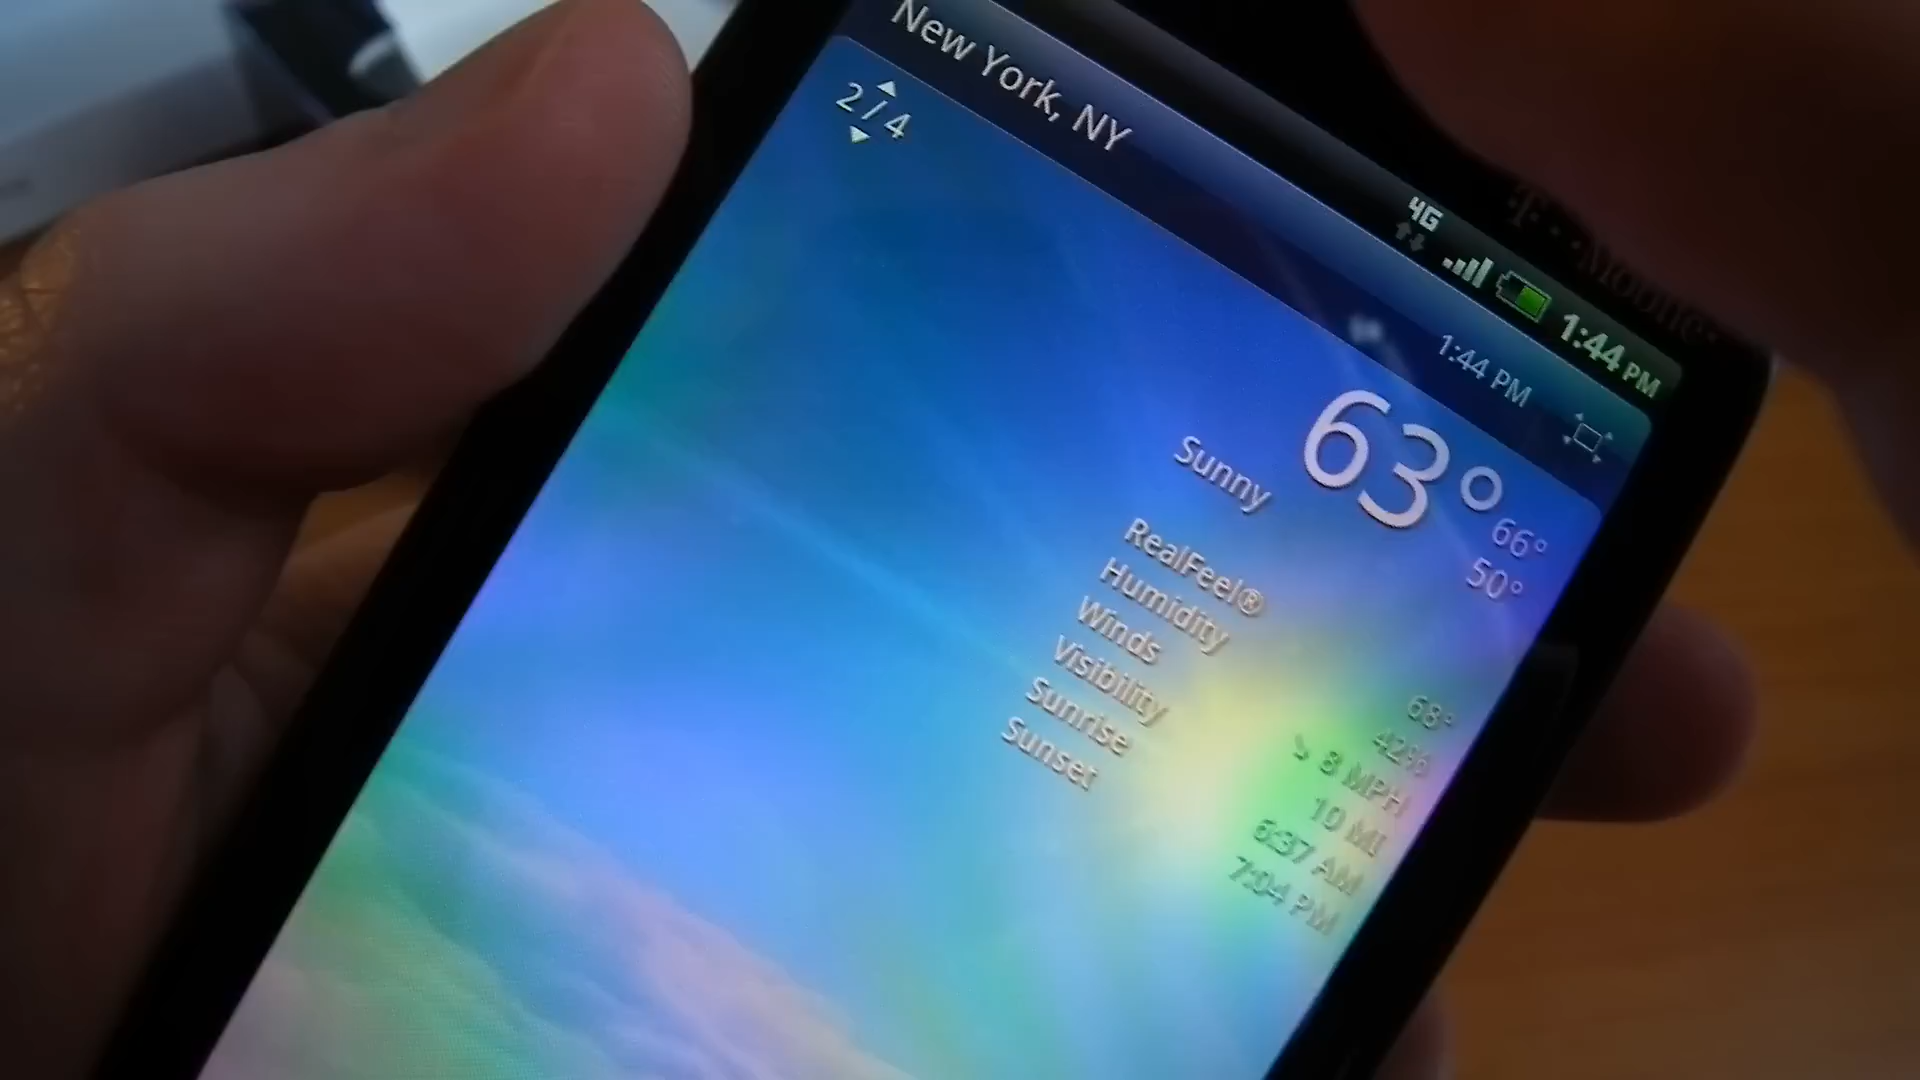 T··Mobile·
4G
1:44 PM
New York, NY
1:44 PM
2/4
63°
Sunny
66°
50°
RealFeel® 68°
Humidity 42%
Winds ↘ 8 MPH
Visibility 10 MI
Sunrise 6:37 AM
Sunset 7:04 PM